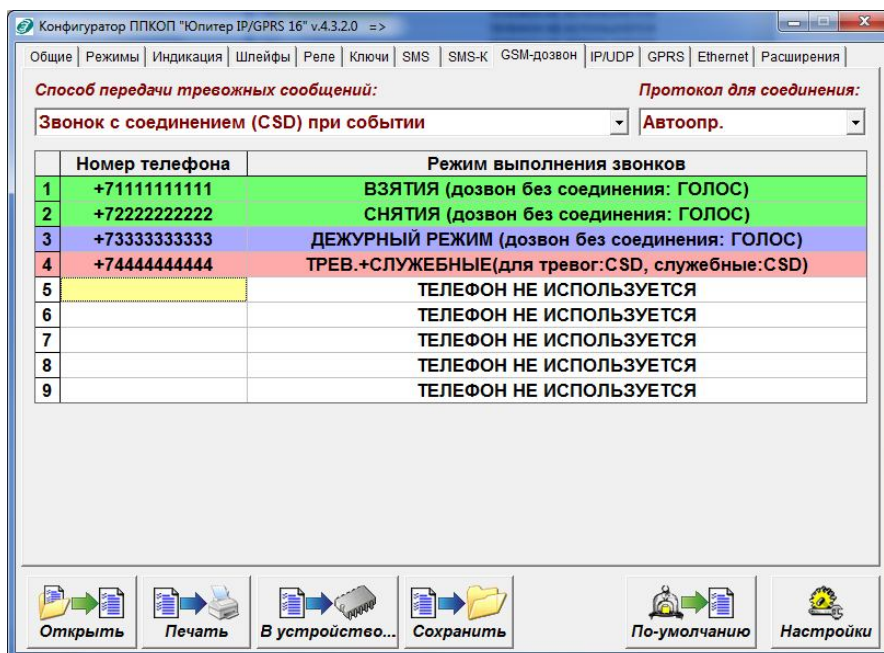 Конфигуратор ППКОП "Юпитер IP/GPRS 16" v.4.3.2.0 =>
Общие Режимы Индикация Шлейфы Реле Ключи SMS SMS-К GSM-дозвон IP/UDP GPRS Ethernet Расширения
Способ передачи тревожных сообщений: Протокол для соединения:
Звонок с соединением (CSD) при событии Автоопр.
Номер телефона Режим выполнения звонков
1 +71111111111 ВЗЯТИЯ (дозвон без соединения: ГОЛОС)
2 +72222222222 СНЯТИЯ (дозвон без соединения: ГОЛОС)
3 +73333333333 ДЕЖУРНЫЙ РЕЖИМ (дозвон без соединения: ГОЛОС)
4 +74444444444 ТРЕВ.+СЛУЖЕБНЫЕ(для тревог:CSD, служебные:CSD)
5 ТЕЛЕФОН НЕ ИСПОЛЬЗУЕТСЯ
6 ТЕЛЕФОН НЕ ИСПОЛЬЗУЕТСЯ
7 ТЕЛЕФОН НЕ ИСПОЛЬЗУЕТСЯ
8 ТЕЛЕФОН НЕ ИСПОЛЬЗУЕТСЯ
9 ТЕЛЕФОН НЕ ИСПОЛЬЗУЕТСЯ
Открыть Печать В устройство... Сохранить По-умолчанию Настройки